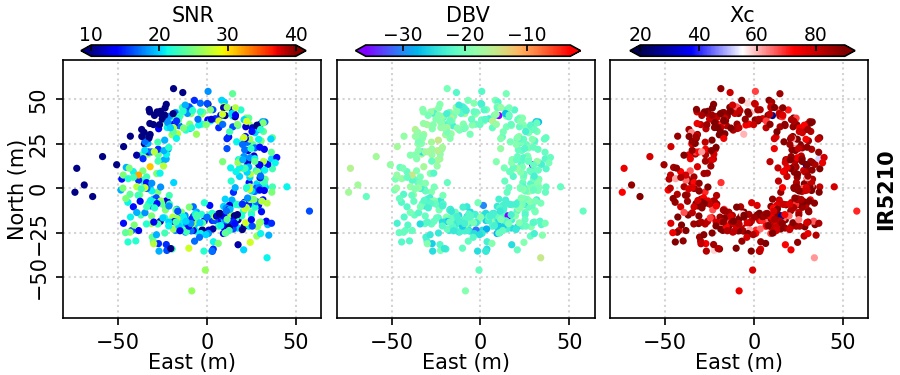 SNR DBV Xc
10 20 30 40 −30 −20 −10 20 40 60 80
50
25
0
−25
−50
North (m)
IR5210
−50 0 50 −50 0 50 −50 0 50
East (m) East (m) East (m)